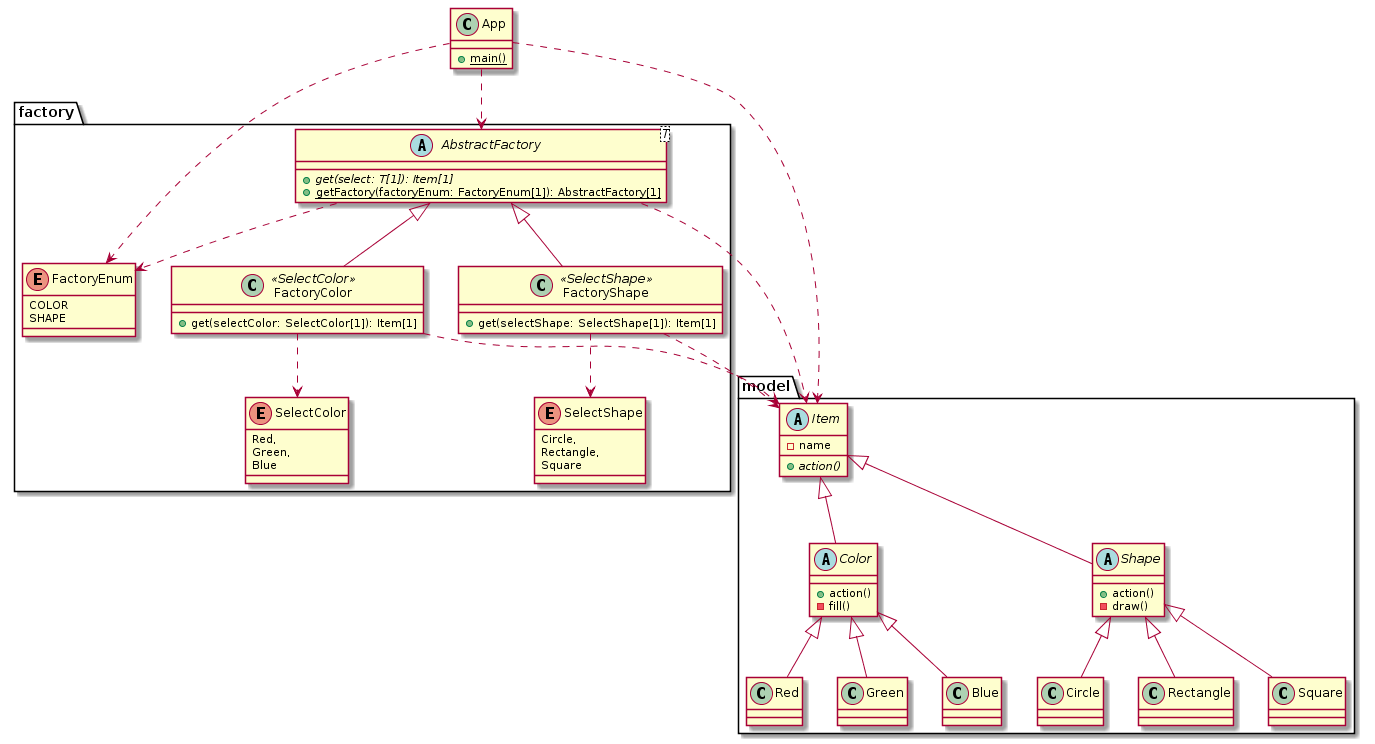 C App
main()
factory
A AbstractFactory
T
get(select: T[1]): Item[1]
getFactory(factoryEnum: FactoryEnum[1]): AbstractFactory[1]
E FactoryEnum
COLOR
SHAPE
C «SelectColor»
FactoryColor
get(selectColor: SelectColor[1]): Item[1]
C «SelectShape»
FactoryShape
get(selectShape: SelectShape[1]): Item[1]
E SelectColor
Red,
Green,
Blue
E SelectShape
Circle,
Rectangle,
Square
model
A Item
name
action()
A Color
action()
fill()
A Shape
action()
draw()
C Red
C Green
C Blue
C Circle
C Rectangle
C Square